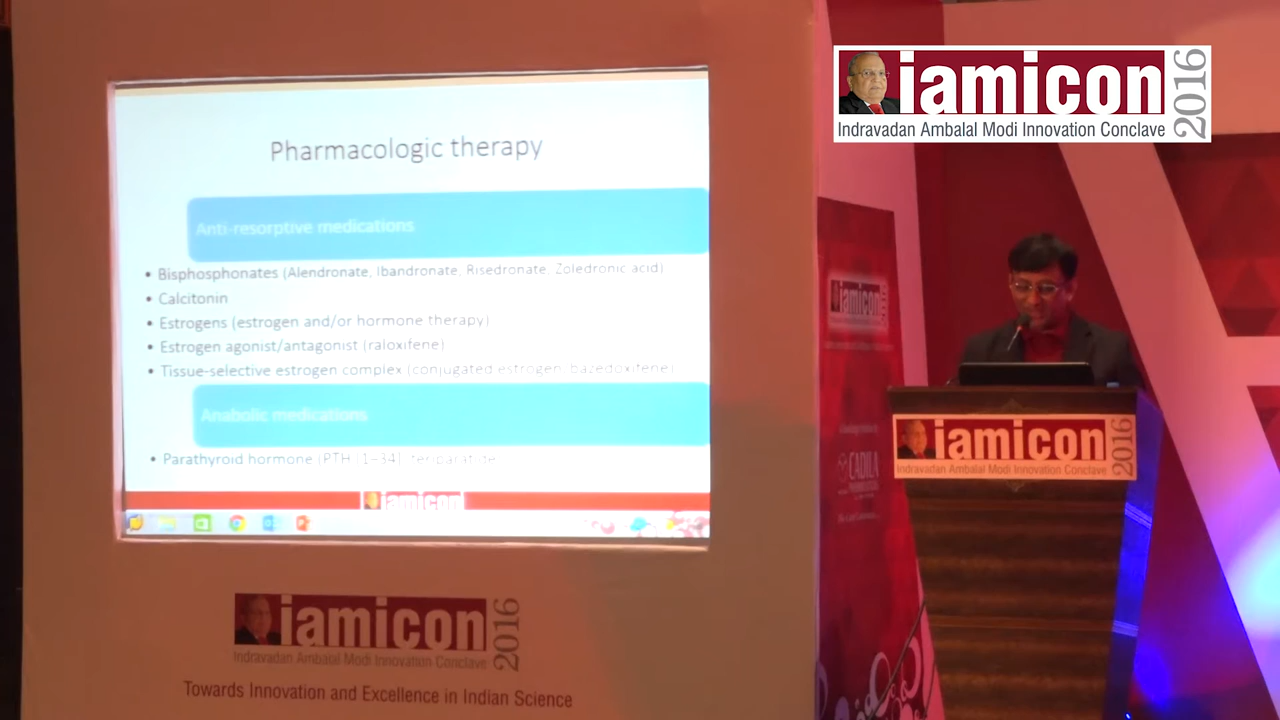 iamicon 2016
Indravadan Ambalal Modi Innovation Conclave
Pharmacologic therapy
Anti-resorptive medications
• Bisphosphonates (Alendronate, Ibandronate, Risedronate, Zoledronic acid)
• Calcitonin
• Estrogens (estrogen and/or hormone therapy)
• Estrogen agonist/antagonist (raloxifene)
• Tissue-selective estrogen complex (conjugated estrogen, bazedoxifene)
Anabolic medications
• Parathyroid hormone [PTH (1–34), teriparatide
iamicon
iamicon 2016
Indravadan Ambalal Modi Innovation Conclave
Towards Innovation and Excellence in Indian Science
iamicon
CADILA
iamicon 2016
Indravadan Ambalal Modi Innovation Conclave